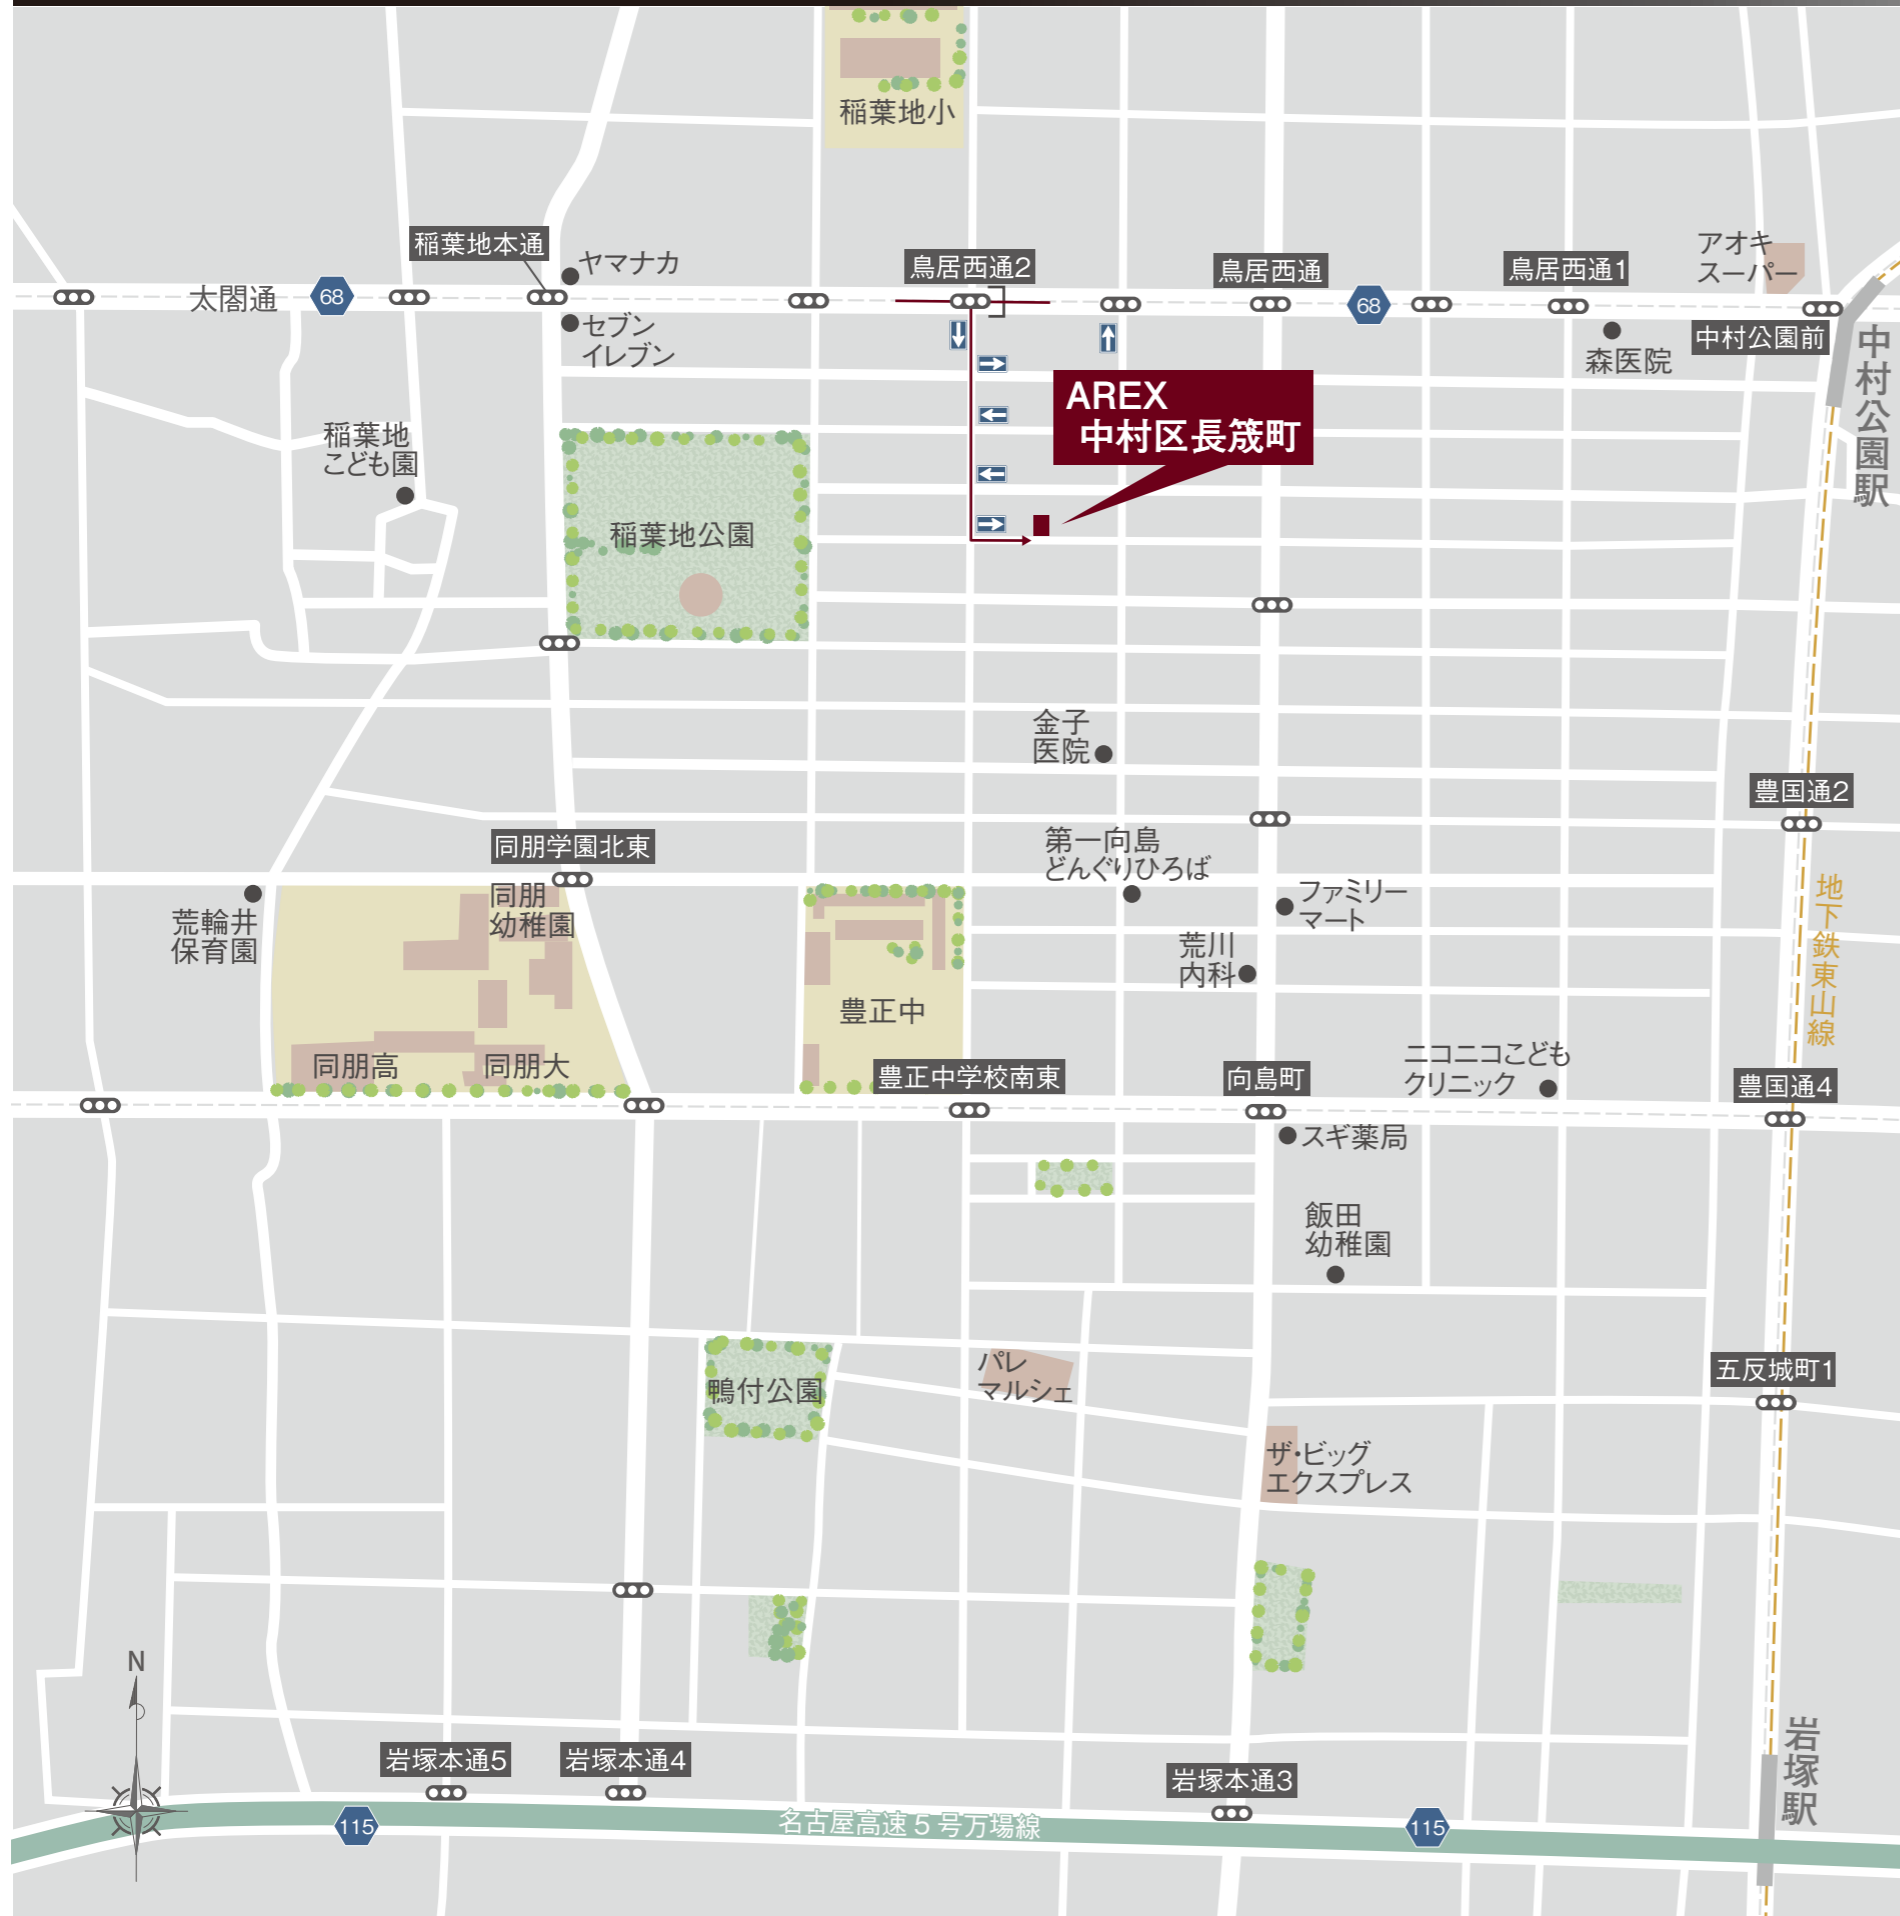 稲葉地小
稲葉地本通
ヤマナカ
鳥居西通2
鳥居西通
鳥居西通1
アオキ
スーパー
太閤通
68
68
セブン
イレブン
森医院
中村公園前
中村公園駅
AREX
中村区長筬町
稲葉地
こども園
稲葉地公園
金子
医院
豊国通2
同朋学園北東
第一向島
どんぐりひろば
荒輪井
保育園
同朋
幼稚園
ファミリー
マート
地下鉄東山線
荒川
内科
豊正中
同朋高
同朋大
豊正中学校南東
向島町
ニコニコこども
クリニック
豊国通4
スギ薬局
飯田
幼稚園
パレ
マルシェ
鴨付公園
五反城町1
ザ・ビッグ
エクスプレス
N
岩塚本通5
岩塚本通4
岩塚本通3
岩塚駅
115
名古屋高速5号万場線
115